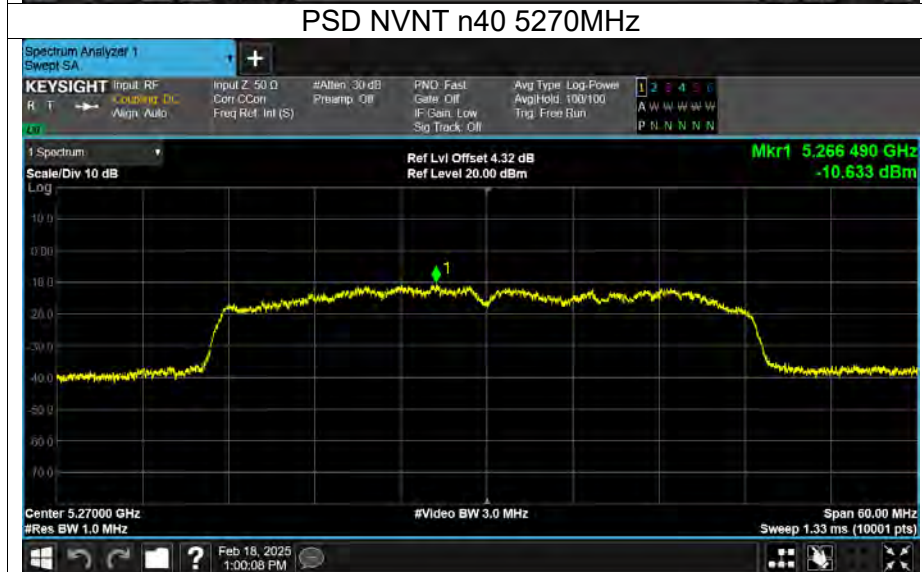 PSD NVNT n40 5270MHz
Spectrum Analyzer 1
Swept SA
+
KEYSIGHT Input: RF Input Z: 50 Ω #Atten: 30 dB PNO: Fast Avg Type: Log-Power 1 2 3 4 5 6
R T Coupling: DC Corr CCorr Preamp: Off Gate: Off Avg|Hold: 100/100 A W W W W W
Align: Auto Freq Ref: Int (S) IF Gain: Low Trig: Free Run
Sig Track: Off P N N N N N
1 Spectrum Ref Lvl Offset 4.32 dB Mkr1 5.266 490 GHz
Scale/Div 10 dB Ref Level 20.00 dBm -10.633 dBm
Log
10.0
0.00
1
-10.0
-20.0
-30.0
-40.0
-50.0
-60.0
-70.0
Center 5.27000 GHz #Video BW 3.0 MHz Span 60.00 MHz
#Res BW 1.0 MHz Sweep 1.33 ms (10001 pts)
? Feb 18, 2025
1:00:08 PM